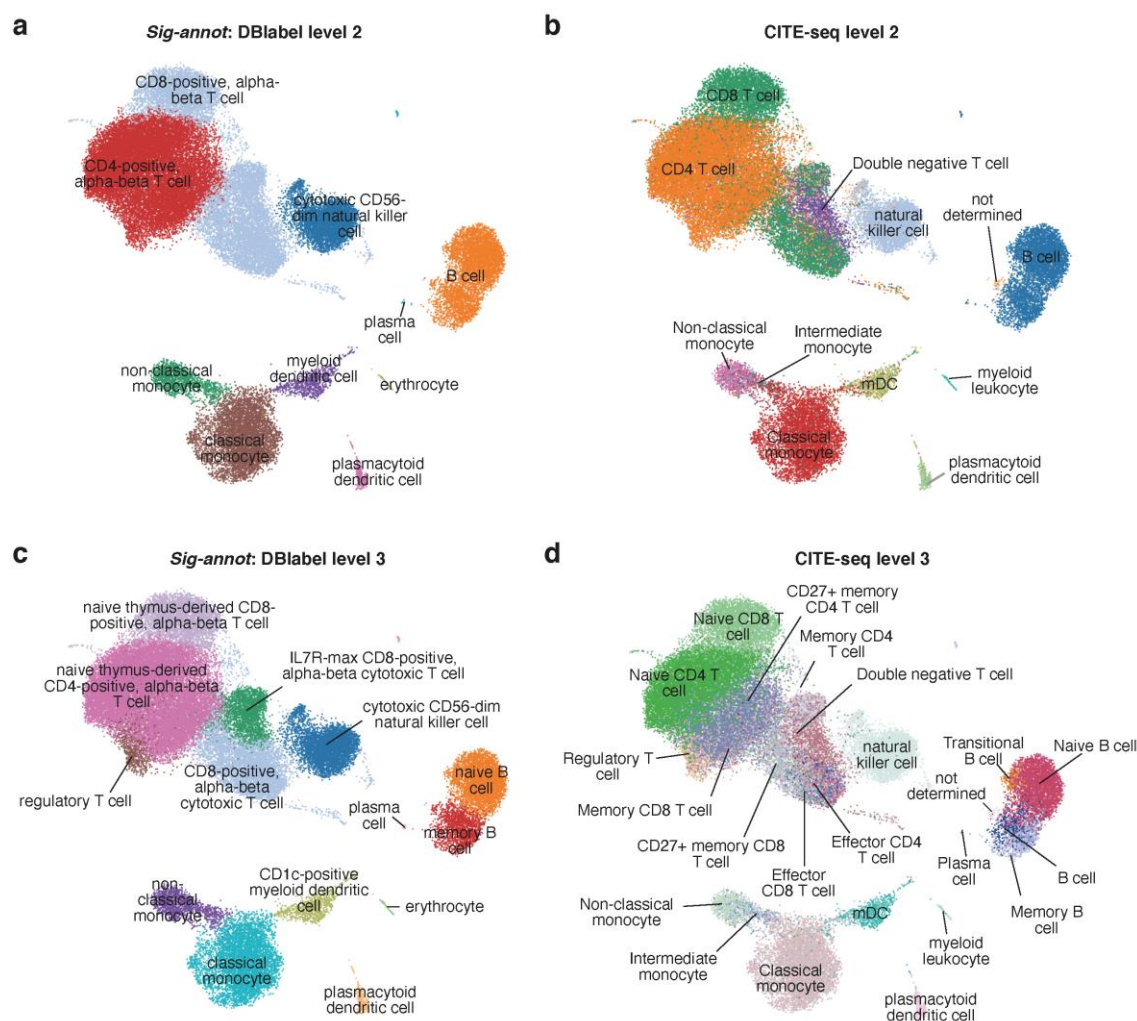 a
Sig-annot: DBlabel level 2
CD8-positive, alpha-
beta T cell
CD4-positive,
alpha-beta T cell
cytotoxic CD56-
dim natural killer
cell
B cell
plasma
cell
non-classical
monocyte
myeloid
dendritic cell
erythrocyte
classical
monocyte
plasmacytoid
dendritic cell
b
CITE-seq level 2
CD8 T cell
CD4 T cell
Double negative T cell
natural
killer cell
not
determined
B cell
Non-classical
monocyte
Intermediate
monocyte
mDC
myeloid
leukocyte
Classical
monocyte
plasmacytoid
dendritic cell
c
Sig-annot: DBlabel level 3
naive thymus-derived CD8-
positive, alpha-beta T cell
naive thymus-derived
CD4-positive, alpha-beta
T cell
IL7R-max CD8-positive,
alpha-beta cytotoxic T cell
cytotoxic CD56-dim
natural killer cell
regulatory T cell
CD8-positive,
alpha-beta
cytotoxic T cell
naive B
cell
plasma
cell
memory B
cell
non-
classical
monocyte
CD1c-positive
myeloid dendritic
cell
erythrocyte
classical
monocyte
plasmacytoid
dendritic cell
d
CITE-seq level 3
CD27+ memory
CD4 T cell
Naive CD8 T
cell
Memory CD4
T cell
Naive CD4 T
cell
Double negative T cell
Regulatory T
cell
natural
killer cell
Transitional
B cell
Naive B cell
not
determined
Memory CD8 T cell
CD27+ memory CD8
T cell
Effector CD4
T cell
Effector
CD8 T cell
Plasma
cell
B cell
Memory B
cell
Non-classical
monocyte
mDC
Intermediate
monocyte
Classical
monocyte
myeloid
leukocyte
plasmacytoid
dendritic cell